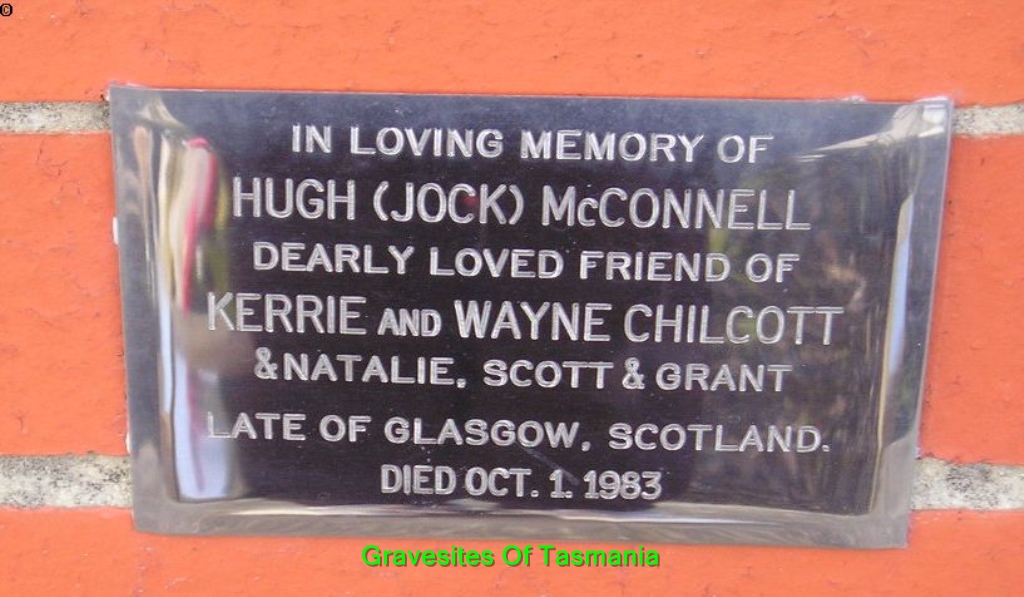 ©
IN LOVING MEMORY OF
HUGH (JOCK) McCONNELL
DEARLY LOVED FRIEND OF
KERRIE AND WAYNE CHILCOTT
& NATALIE, SCOTT & GRANT
LATE OF GLASGOW, SCOTLAND.
DIED OCT. 1. 1983
Gravesites Of Tasmania